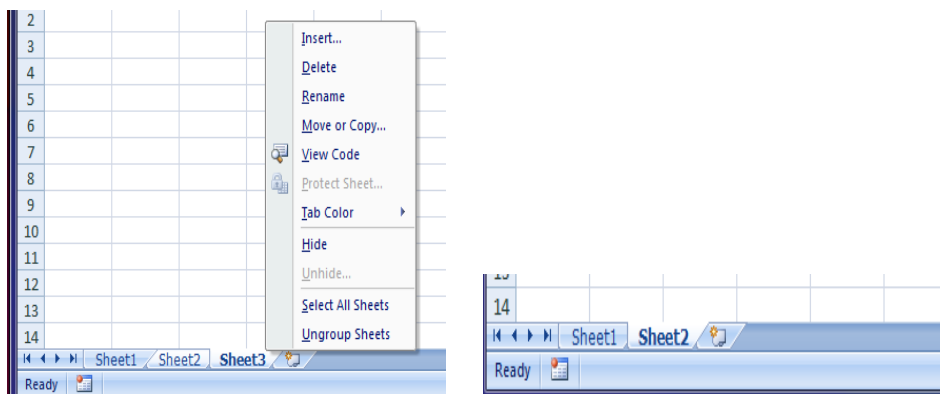 2
3
4
5
6
7
8
9
10
11
12
13
14
Insert...
Delete
Rename
Move or Copy...
View Code
Protect Sheet...
Tab Color
Hide
Unhide...
Select All Sheets
Ungroup Sheets
Sheet1 Sheet2 Sheet3
Ready
14
Sheet1 Sheet2
Ready